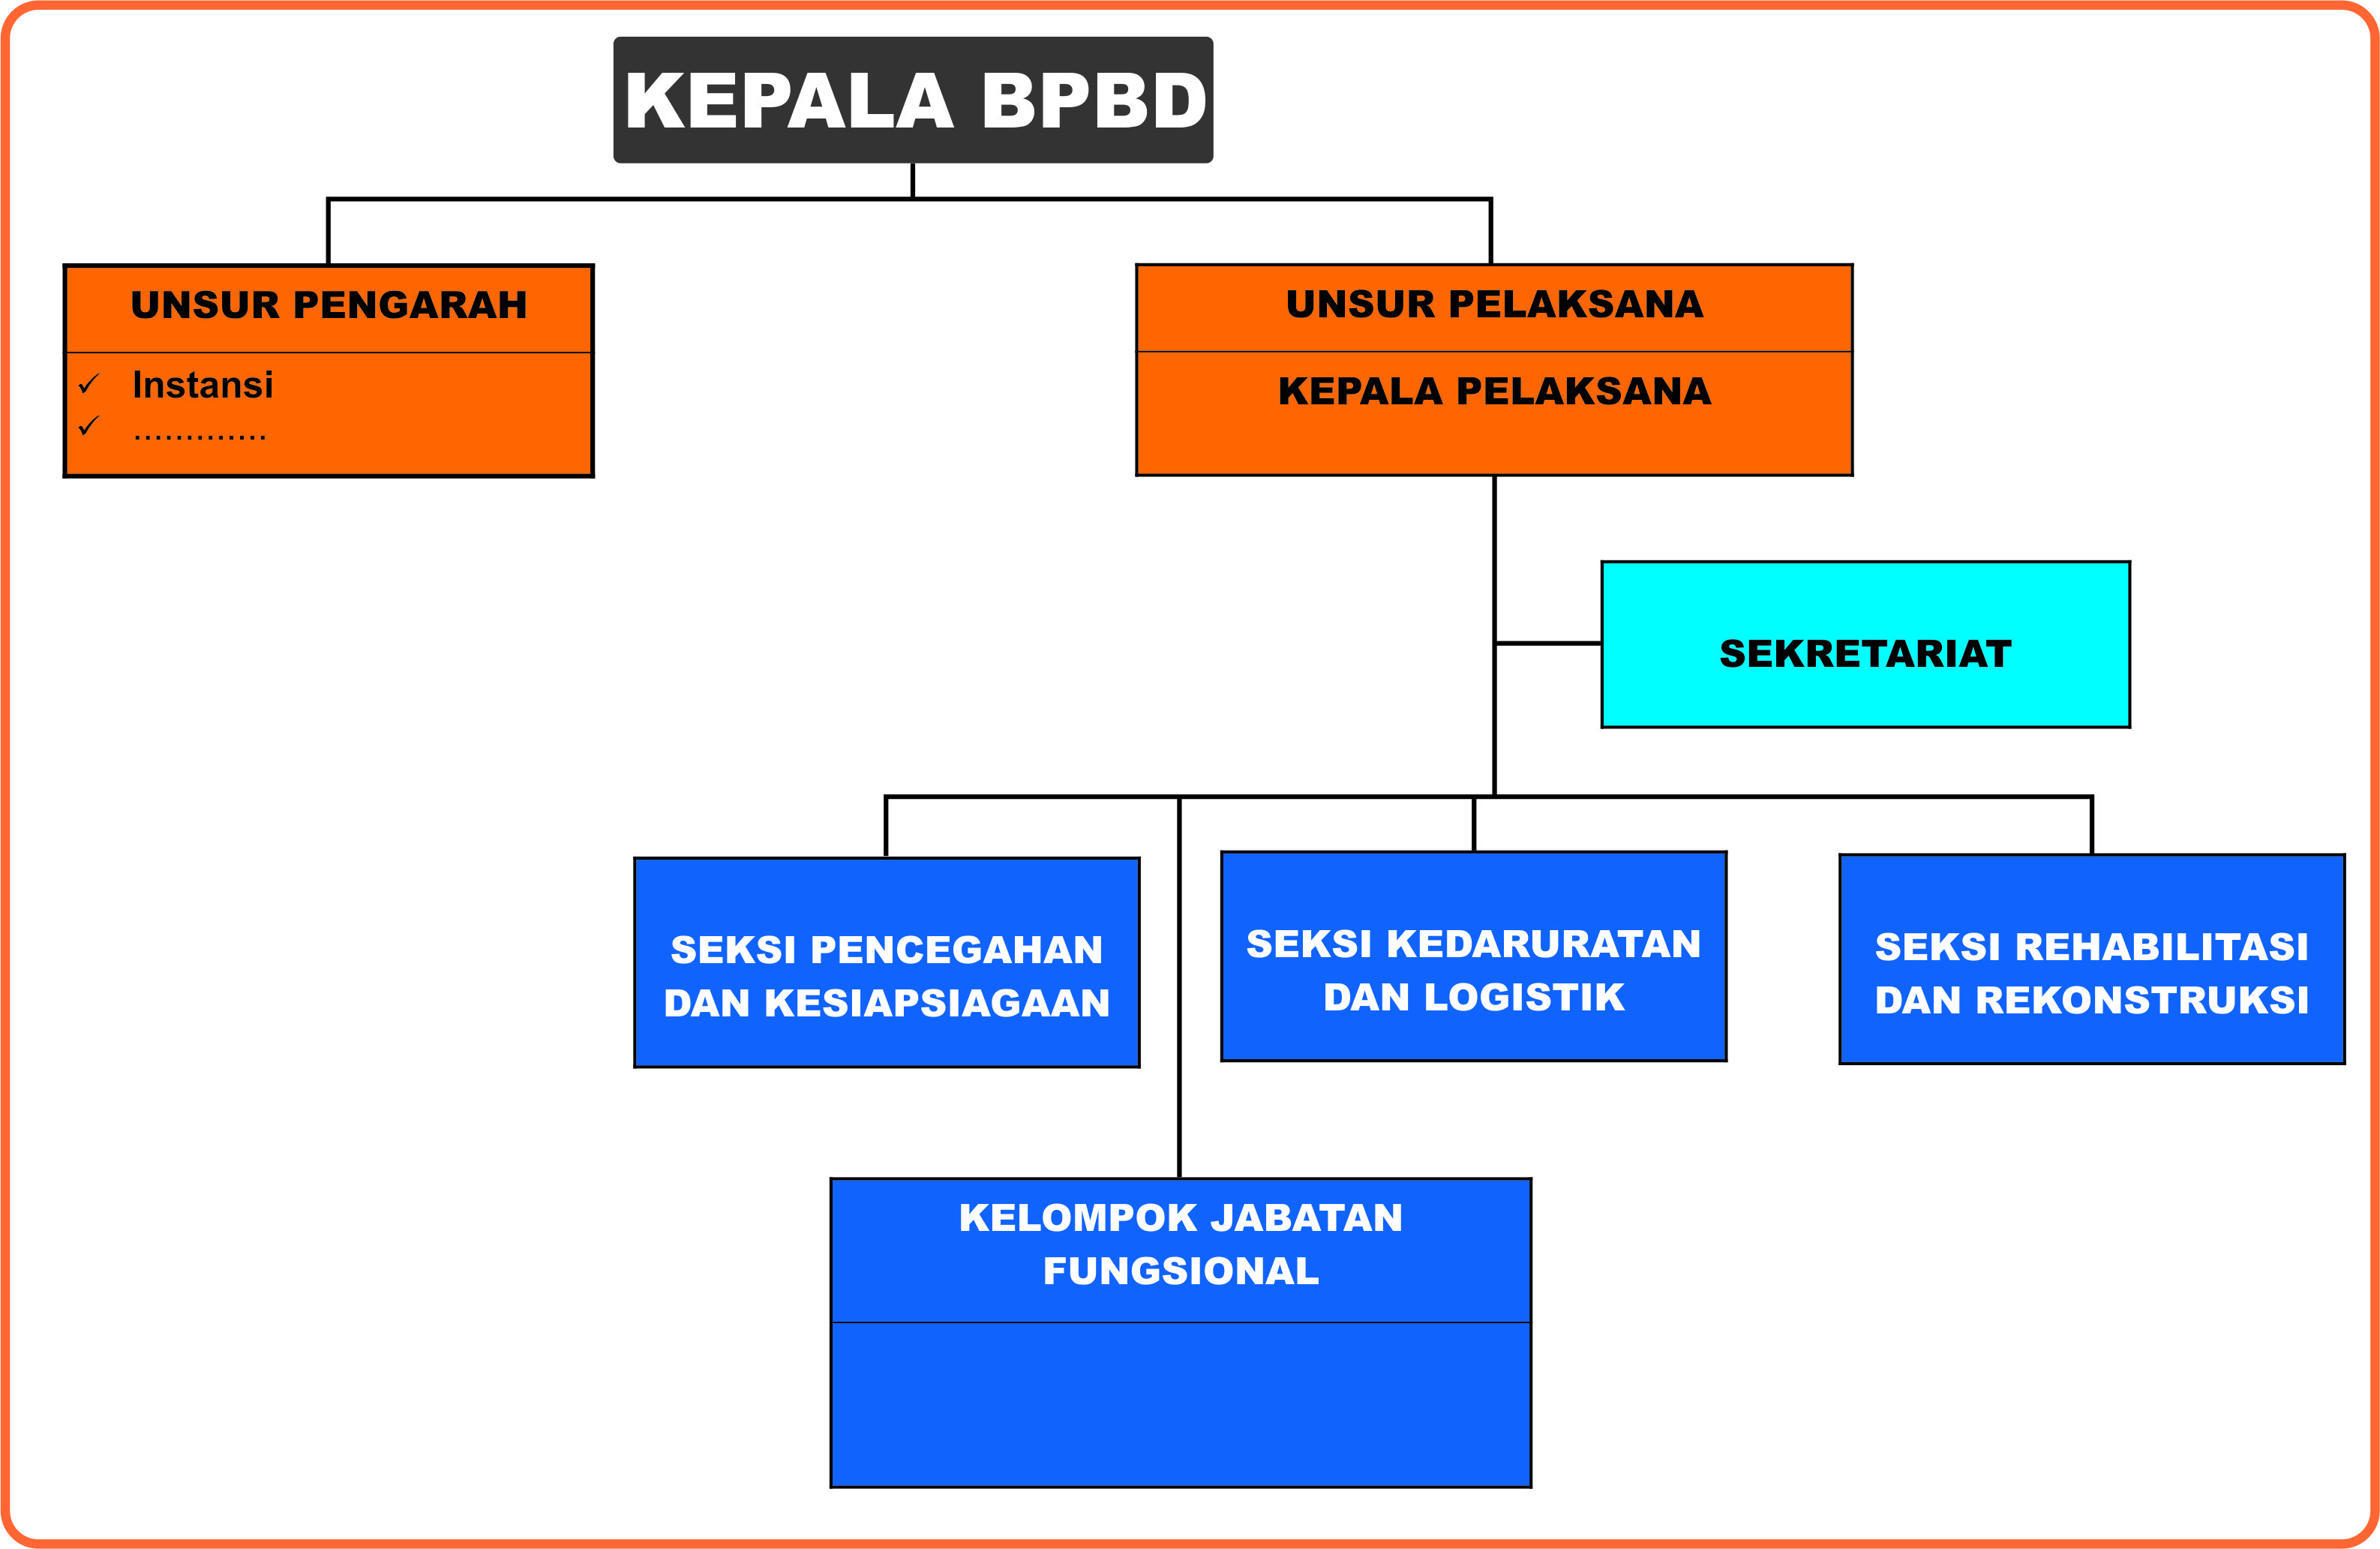 KEPALA BPBD
UNSUR PENGARAH
✓ Instansi
✓ .............
UNSUR PELAKSANA
KEPALA PELAKSANA
SEKRETARIAT
SEKSI PENCEGAHAN
DAN KESIAPSIAGAAN
SEKSI KEDARURATAN
DAN LOGISTIK
SEKSI REHABILITASI
DAN REKONSTRUKSI
KELOMPOK JABATAN
FUNGSIONAL